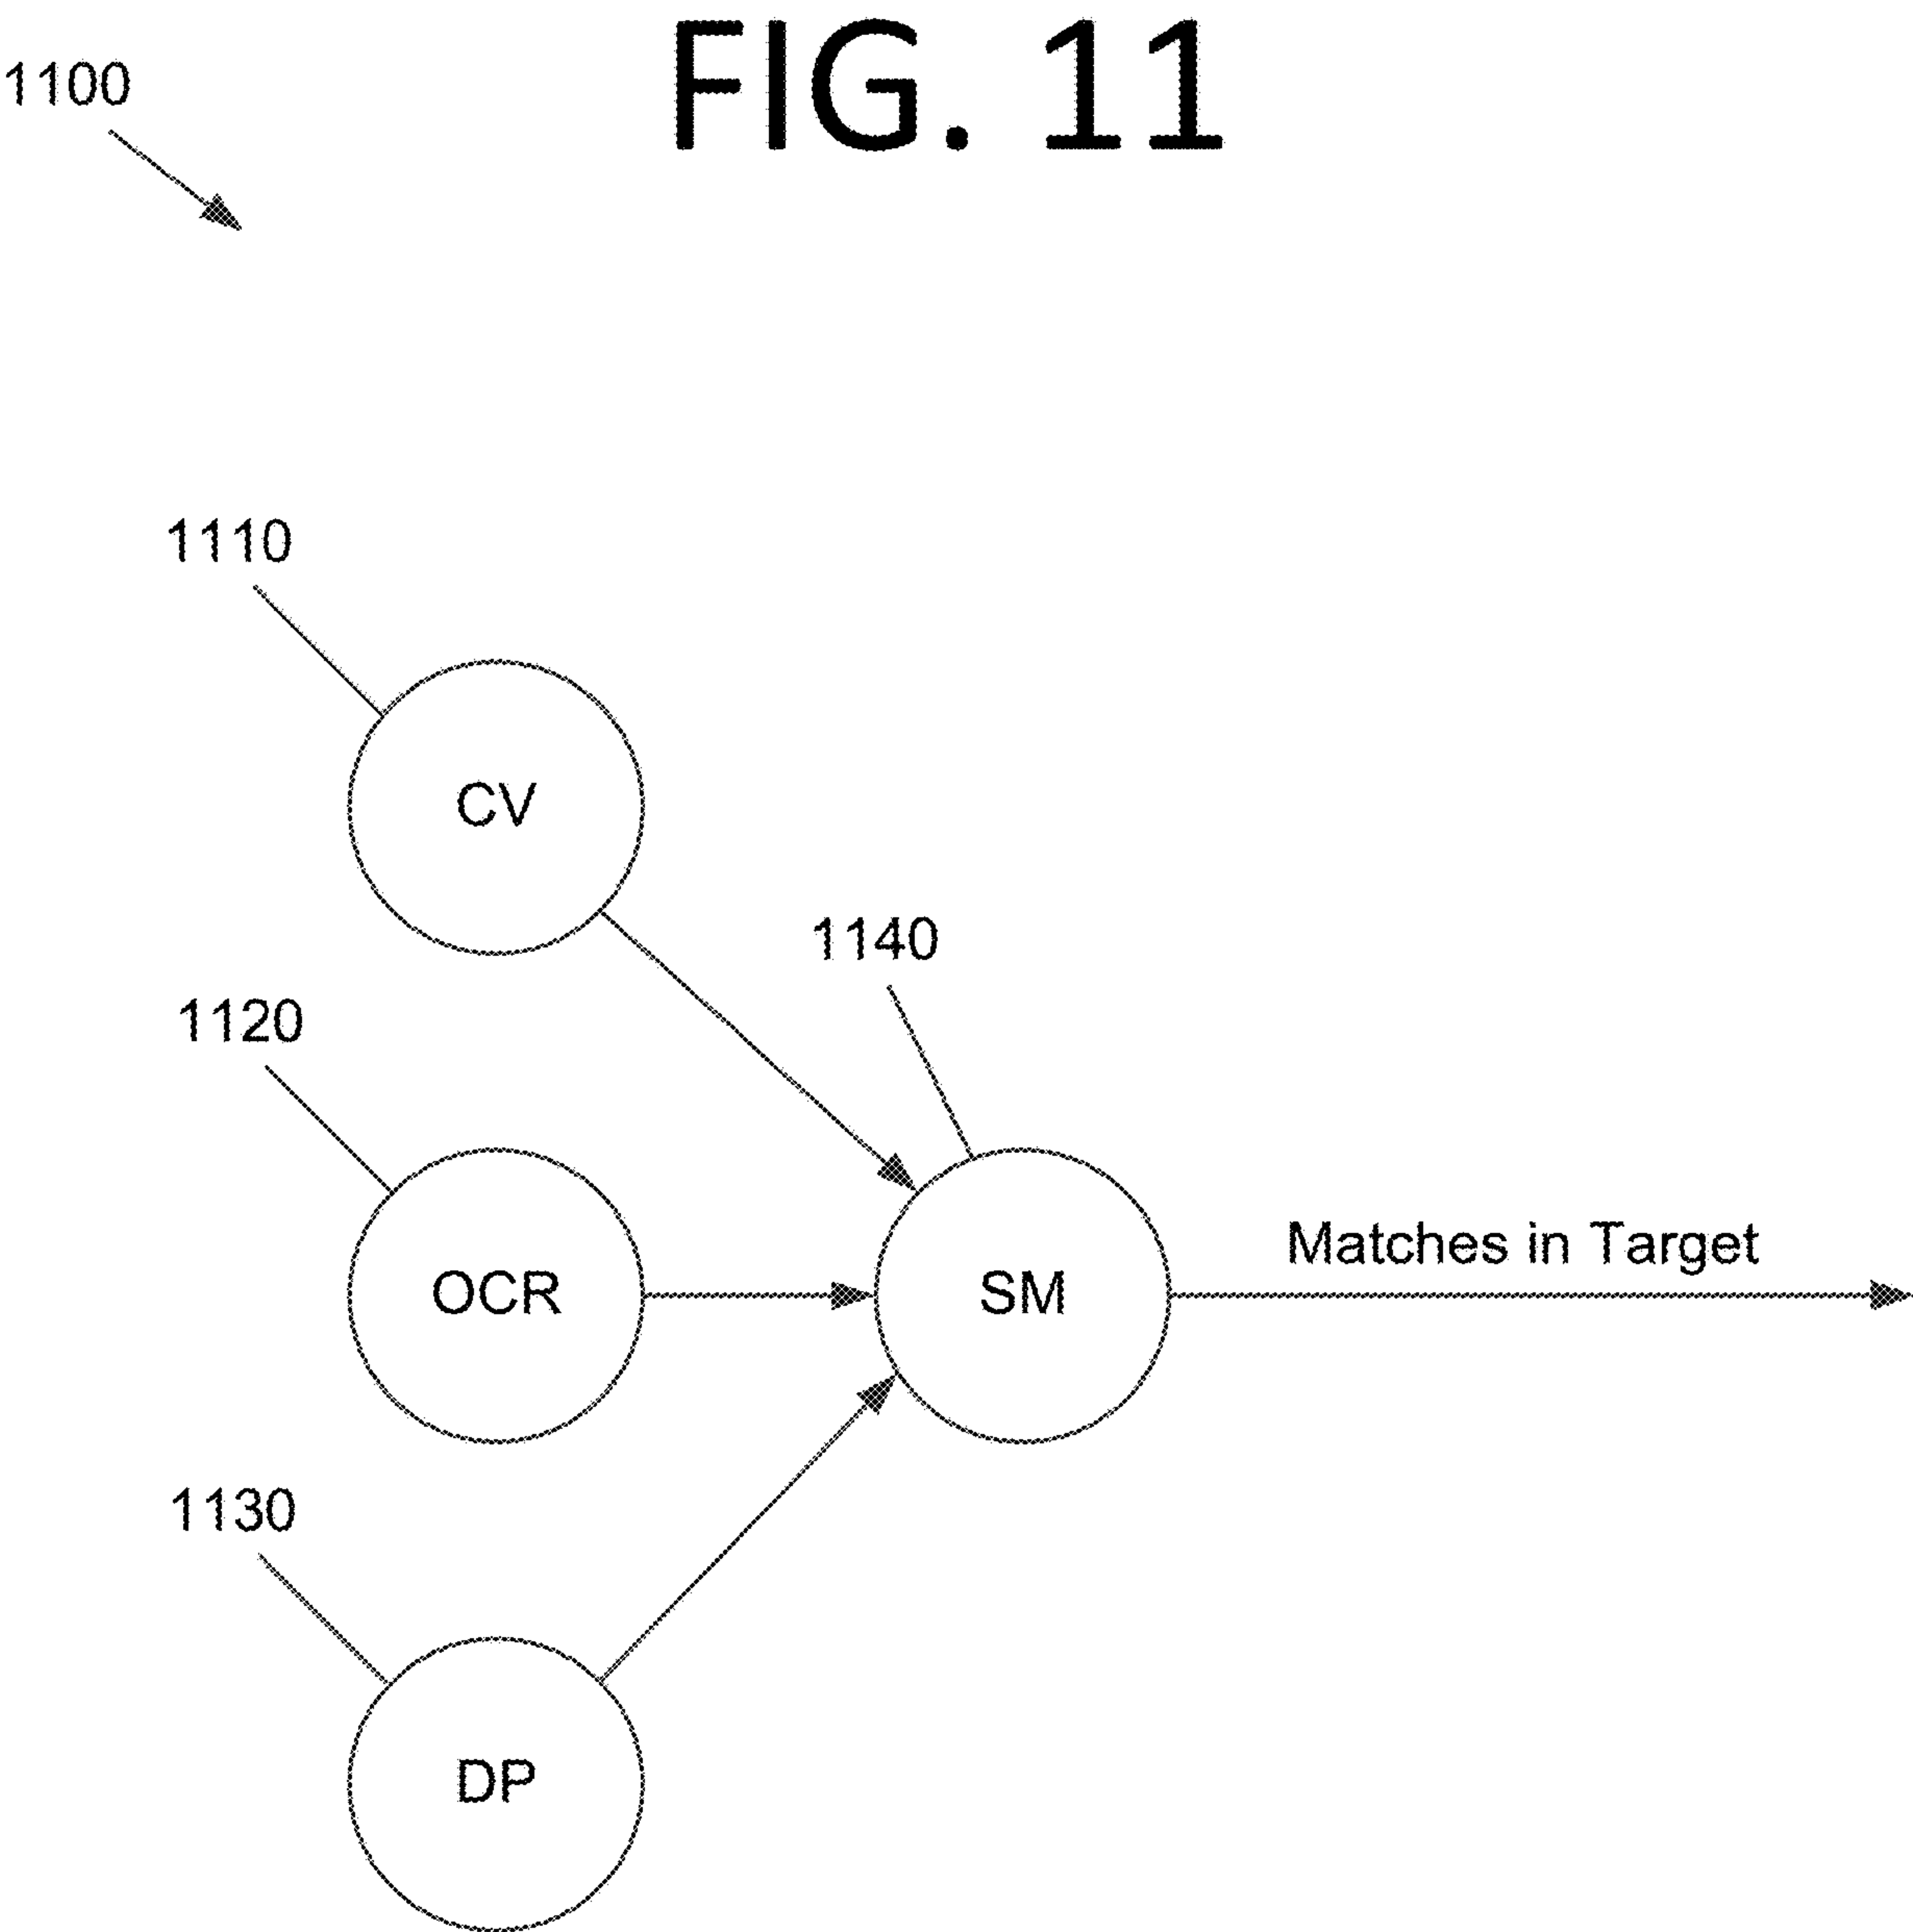 FIG. 11
1100
1110
CV
1140
1120
OCR
SM
Matches in Target
1130
DP